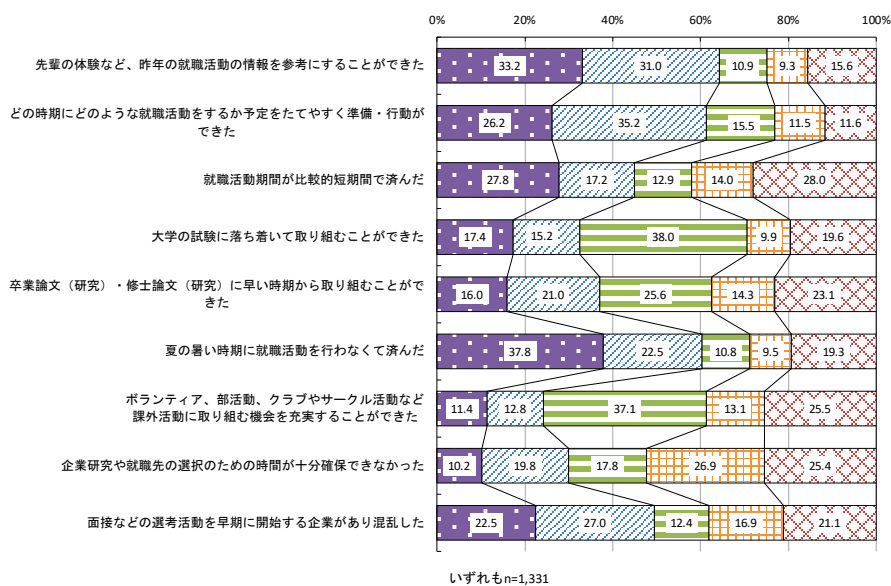 0% 20% 40% 60% 80% 100%
先輩の体験など、昨年の就職活動の情報を参考にすることができた
33.2 31.0 10.9 9.3 15.6
どの時期にどのような就職活動をするか予定をたてやすく準備・行動が
できた
26.2 35.2 15.5 11.5 11.6
就職活動期間が比較的短期間で済んだ
27.8 17.2 12.9 14.0 28.0
大学の試験に落ち着いて取り組むことができた
17.4 15.2 38.0 9.9 19.6
卒業論文（研究）・修士論文（研究）に早い時期から取り組むことがで
きた
16.0 21.0 25.6 14.3 23.1
夏の暑い時期に就職活動を行わなくて済んだ
37.8 22.5 10.8 9.5 19.3
ボランティア、部活動、クラブやサークル活動など
課外活動に取り組む機会を充実することができた
11.4 12.8 37.1 13.1 25.5
企業研究や就職先の選択のための時間が十分確保できなかった
10.2 19.8 17.8 26.9 25.4
面接などの選考活動を早期に開始する企業があり混乱した
22.5 27.0 12.4 16.9 21.1
いずれもn=1,331